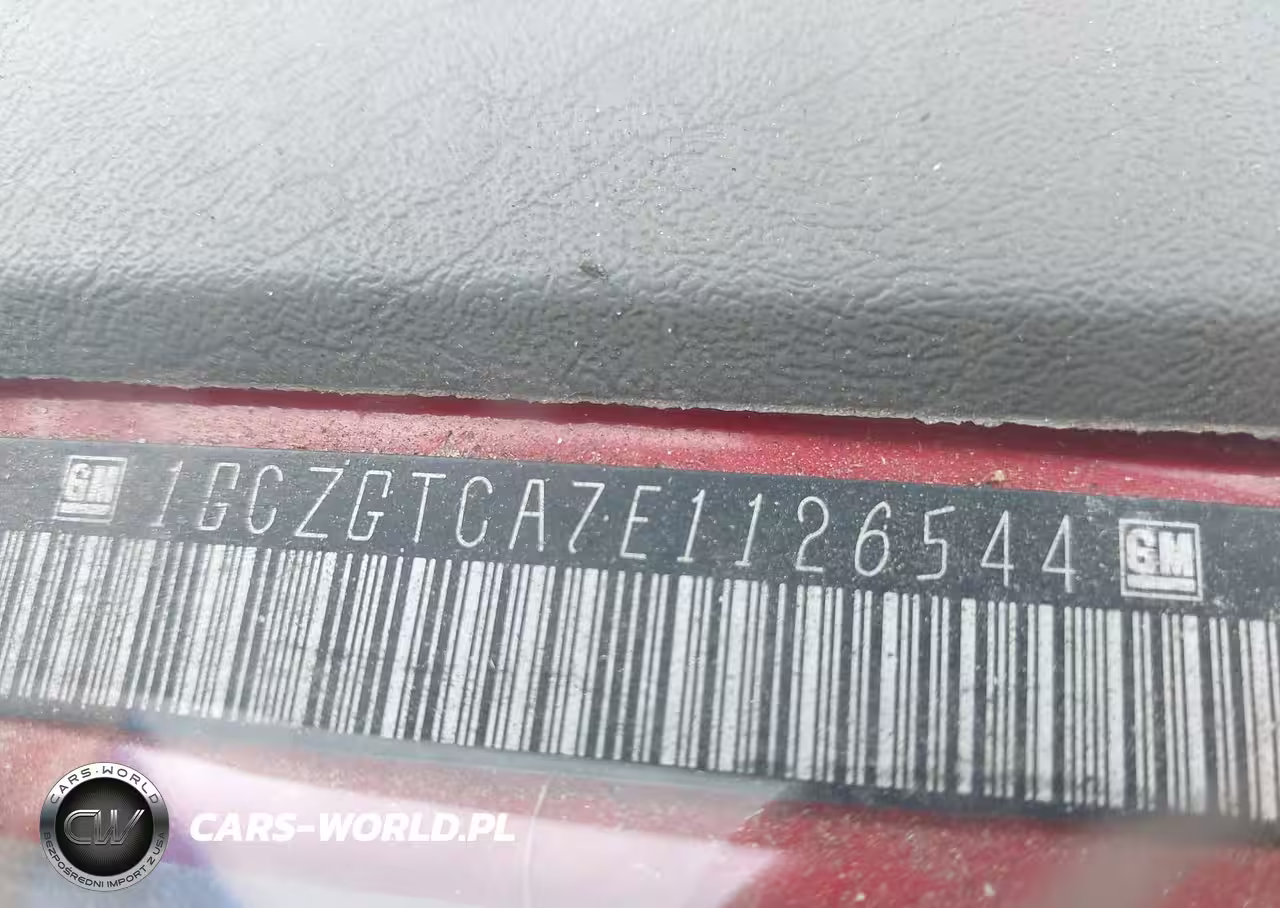 GM 1GCZGTCA7E1126544 GM
CARS-WORLD
CW
BEZPOŚREDNI IMPORT Z USA
CARS-WORLD.PL